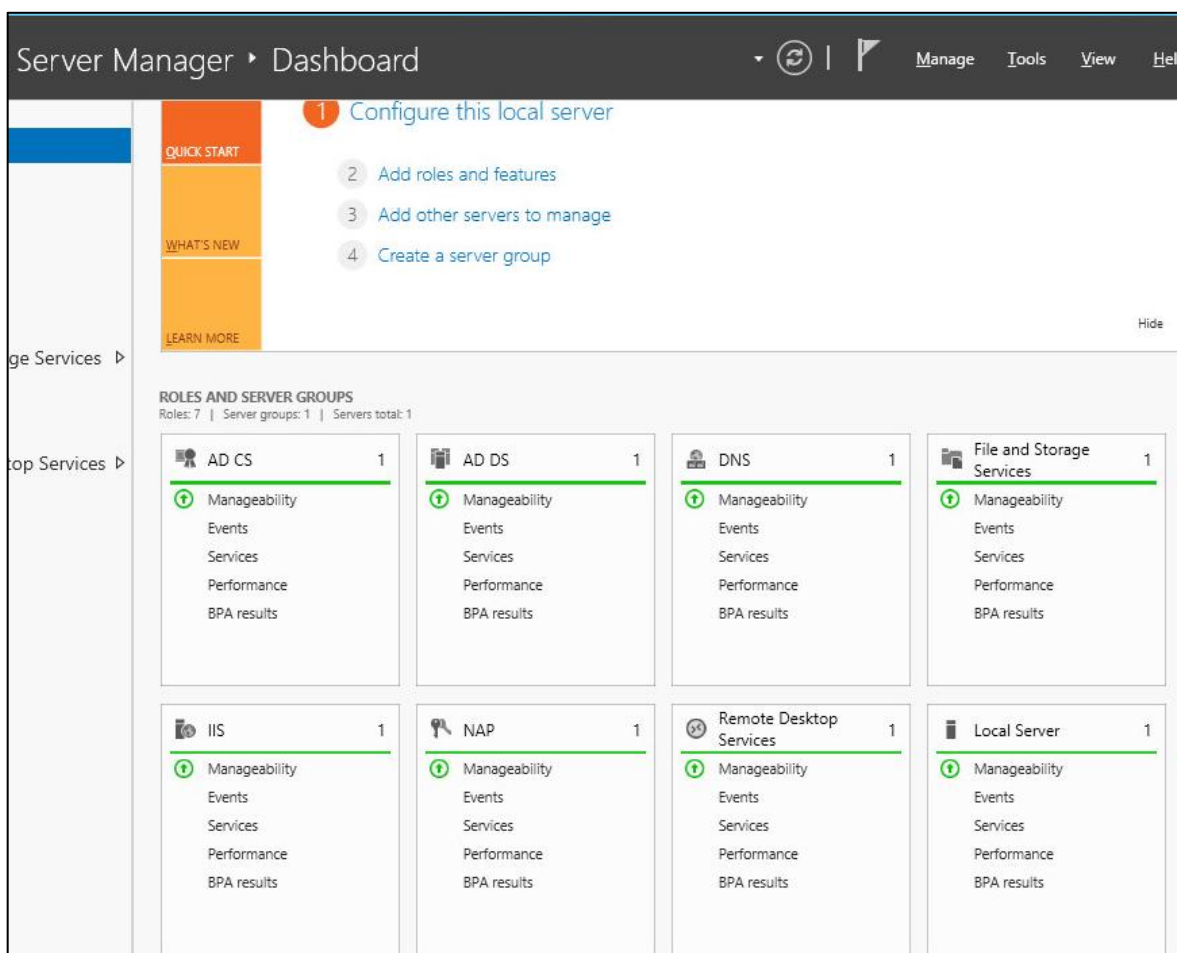 Server Manager ‣ Dashboard
Manage Tools View Hel
1 Configure this local server
QUICK START
2 Add roles and features
3 Add other servers to manage
WHAT'S NEW
4 Create a server group
LEARN MORE
Hide
ge Services
top Services
ROLES AND SERVER GROUPS
Roles: 7 | Server groups: 1 | Servers total: 1
AD CS 1
Manageability
Events
Services
Performance
BPA results
AD DS 1
Manageability
Events
Services
Performance
BPA results
DNS 1
Manageability
Events
Services
Performance
BPA results
File and Storage
Services 1
Manageability
Events
Services
Performance
BPA results
IIS 1
Manageability
Events
Services
Performance
BPA results
NAP 1
Manageability
Events
Services
Performance
BPA results
Remote Desktop
Services 1
Manageability
Events
Services
Performance
BPA results
Local Server 1
Manageability
Events
Services
Performance
BPA results